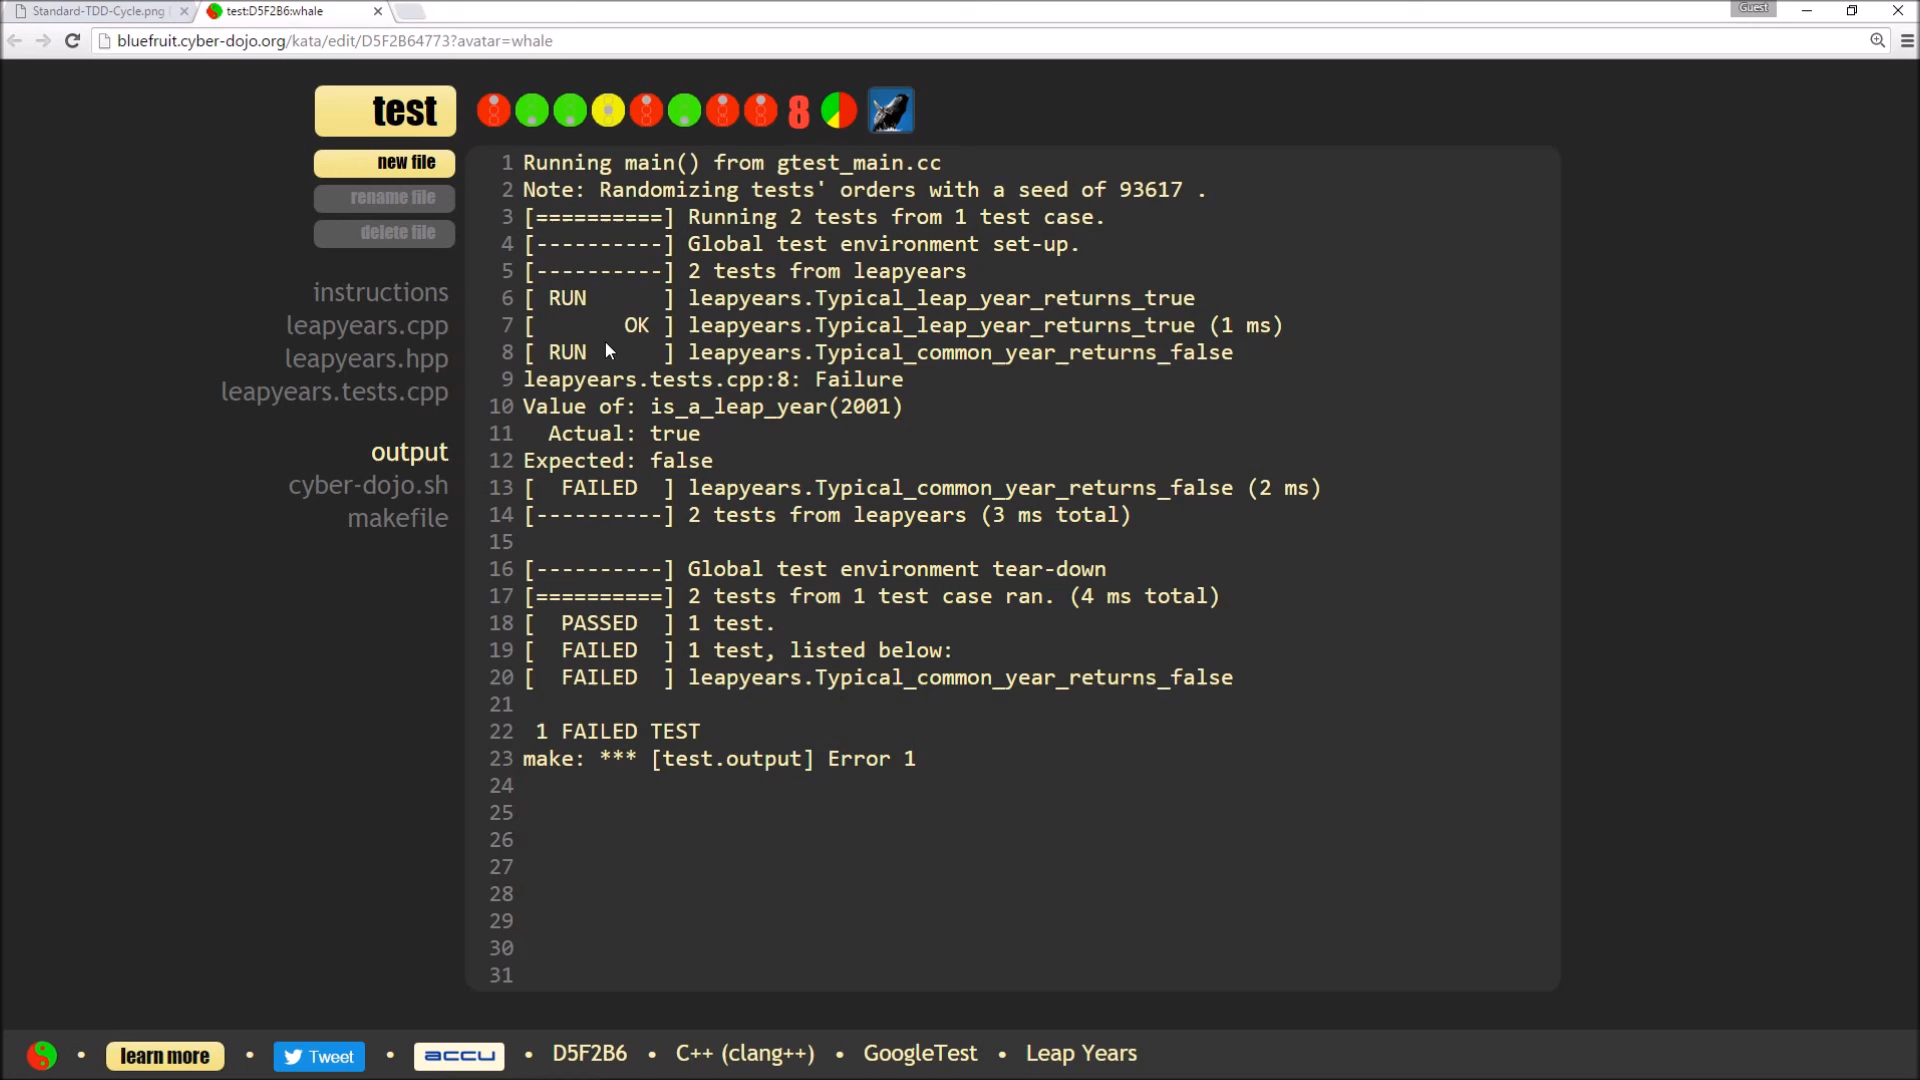 Standard-TDD-Cycle.png
test:D5F2B6:whale
Guest
bluefruit.cyber-dojo.org/kata/edit/D5F2B64773?avatar=whale
test
8
new file
rename file
delete file
instructions
leapyears.cpp
leapyears.hpp
leapyears.tests.cpp
output
cyber-dojo.sh
makefile
1 Running main() from gtest_main.cc
2 Note: Randomizing tests' orders with a seed of 93617 .
3 [==========] Running 2 tests from 1 test case.
4 [----------] Global test environment set-up.
5 [----------] 2 tests from leapyears
6 [ RUN      ] leapyears.Typical_leap_year_returns_true
7 [       OK ] leapyears.Typical_leap_year_returns_true (1 ms)
8 [ RUN      ] leapyears.Typical_common_year_returns_false
9 leapyears.tests.cpp:8: Failure
10 Value of: is_a_leap_year(2001)
11   Actual: true
12 Expected: false
13 [  FAILED  ] leapyears.Typical_common_year_returns_false (2 ms)
14 [----------] 2 tests from leapyears (3 ms total)
15
16 [----------] Global test environment tear-down
17 [==========] 2 tests from 1 test case ran. (4 ms total)
18 [  PASSED  ] 1 test.
19 [  FAILED  ] 1 test, listed below:
20 [  FAILED  ] leapyears.Typical_common_year_returns_false
21
22  1 FAILED TEST
23 make: *** [test.output] Error 1
24
25
26
27
28
29
30
31
learn more • Tweet • accu • D5F2B6 • C++ (clang++) • GoogleTest • Leap Years